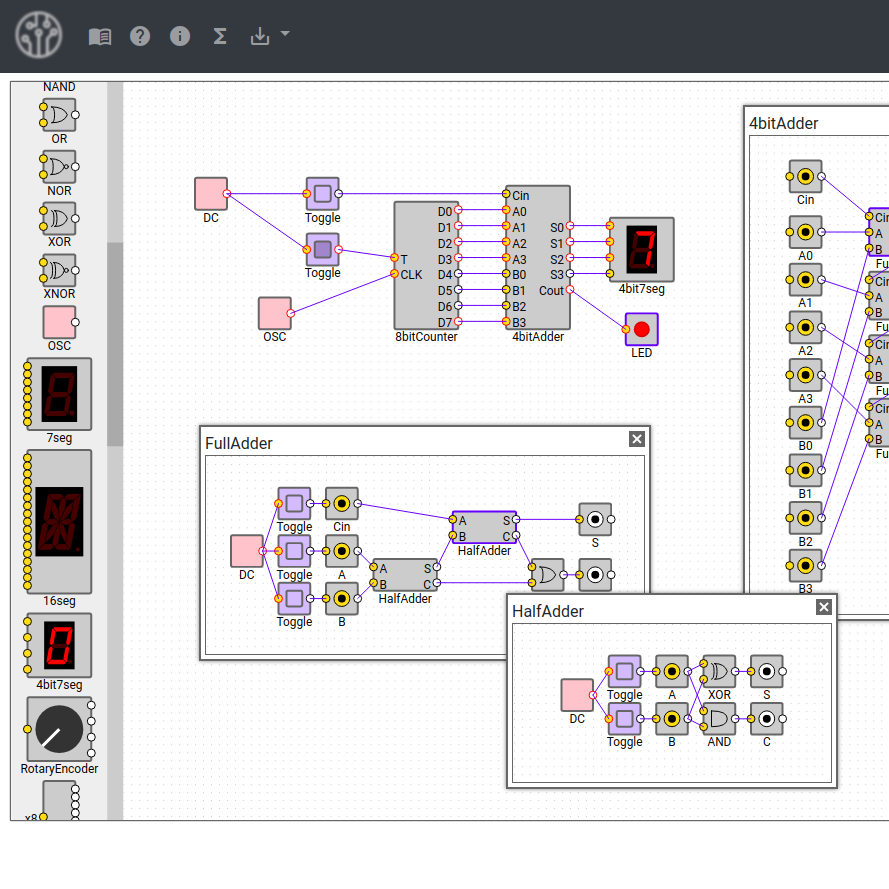 NAND
OR
NOR
XOR
XNOR
OSC
7seg
16seg
4bit7seg
RotaryEncoder
x8
DC
Toggle
Toggle
OSC
D0
D1
D2
D3
T
D4
CLK
D5
D6
D7
8bitCounter
Cin
A0
A1
S0
A2
S1
A3
S2
B0
S3
B1
Cout
B2
B3
4bitAdder
4bit7seg
LED
4bitAdder
Cin
A0
A1
A2
A3
B0
B1
B2
B3
Cin
A
B
Fu
Cin
A
B
Fu
Cin
A
B
Fu
Cin
A
B
Fu
FullAdder
DC
Toggle
Cin
Toggle
A
Toggle
B
A S
B C
HalfAdder
A S
B C
HalfAdder
S
HalfAdder
DC
Toggle
A
XOR
S
Toggle
B
AND
C